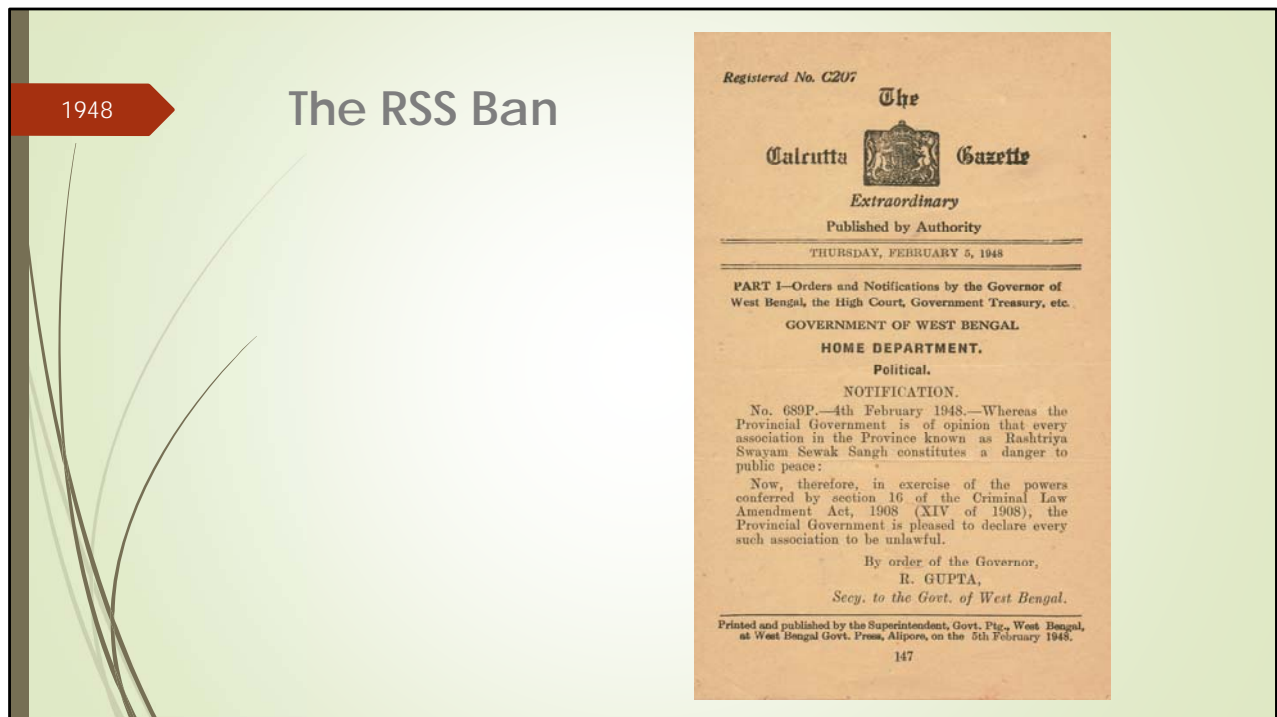 1948
The RSS Ban
Registered No. C207
The
Calcutta Gazette
Extraordinary
Published by Authority
THURSDAY, FEBRUARY 5, 1948
PART I—Orders and Notifications by the Governor of
West Bengal, the High Court, Government Treasury, etc.
GOVERNMENT OF WEST BENGAL
HOME DEPARTMENT.
Political.
NOTIFICATION.
No. 689P.—4th February 1948.—Whereas the
Provincial Government is of opinion that every
association in the Province known as Rashtriya
Swayam Sewak Sangh constitutes a danger to
public peace:
Now, therefore, in exercise of the powers
conferred by section 16 of the Criminal Law
Amendment Act, 1908 (XIV of 1908), the
Provincial Government is pleased to declare every
such association to be unlawful.
By order of the Governor,
R. GUPTA,
Secy. to the Govt. of West Bengal.
Printed and published by the Superintendent, Govt. Ptg., West Bengal,
at West Bengal Govt. Press, Alipore, on the 5th February 1948.
147